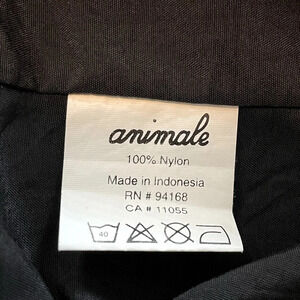 animale
100% Nylon
Made in Indonesia
RN # 94168
CA # 11055
40